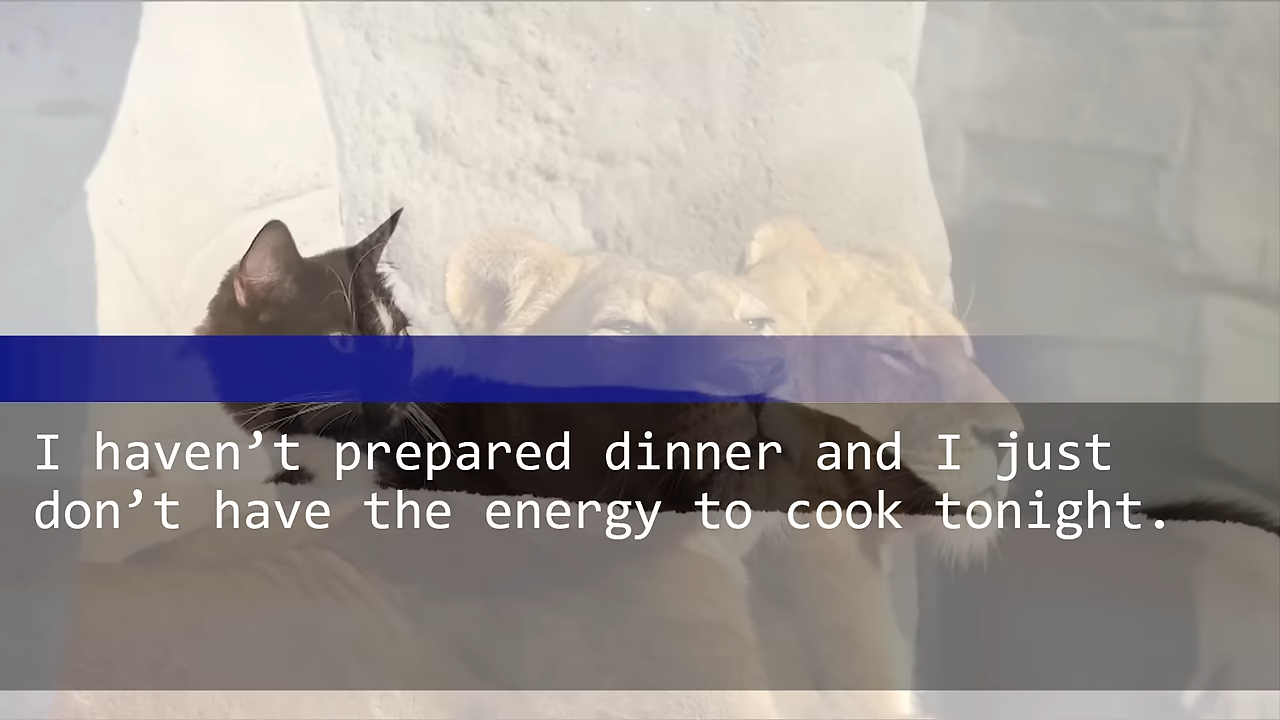 I haven’t prepared dinner and I just
don’t have the energy to cook tonight.